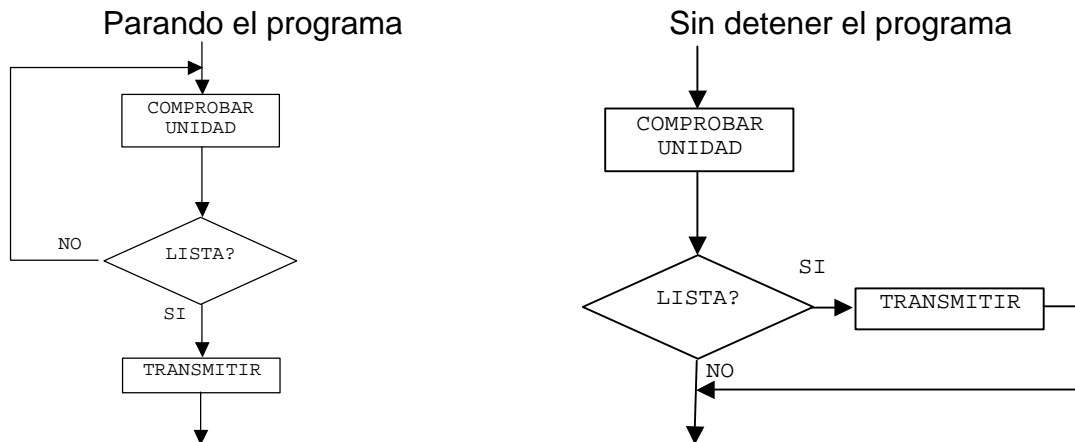 Parando el programa
COMPROBAR
UNIDAD
NO
LISTA?
SI
TRANSMITIR
Sin detener el programa
COMPROBAR
UNIDAD
SI
LISTA?
TRANSMITIR
NO